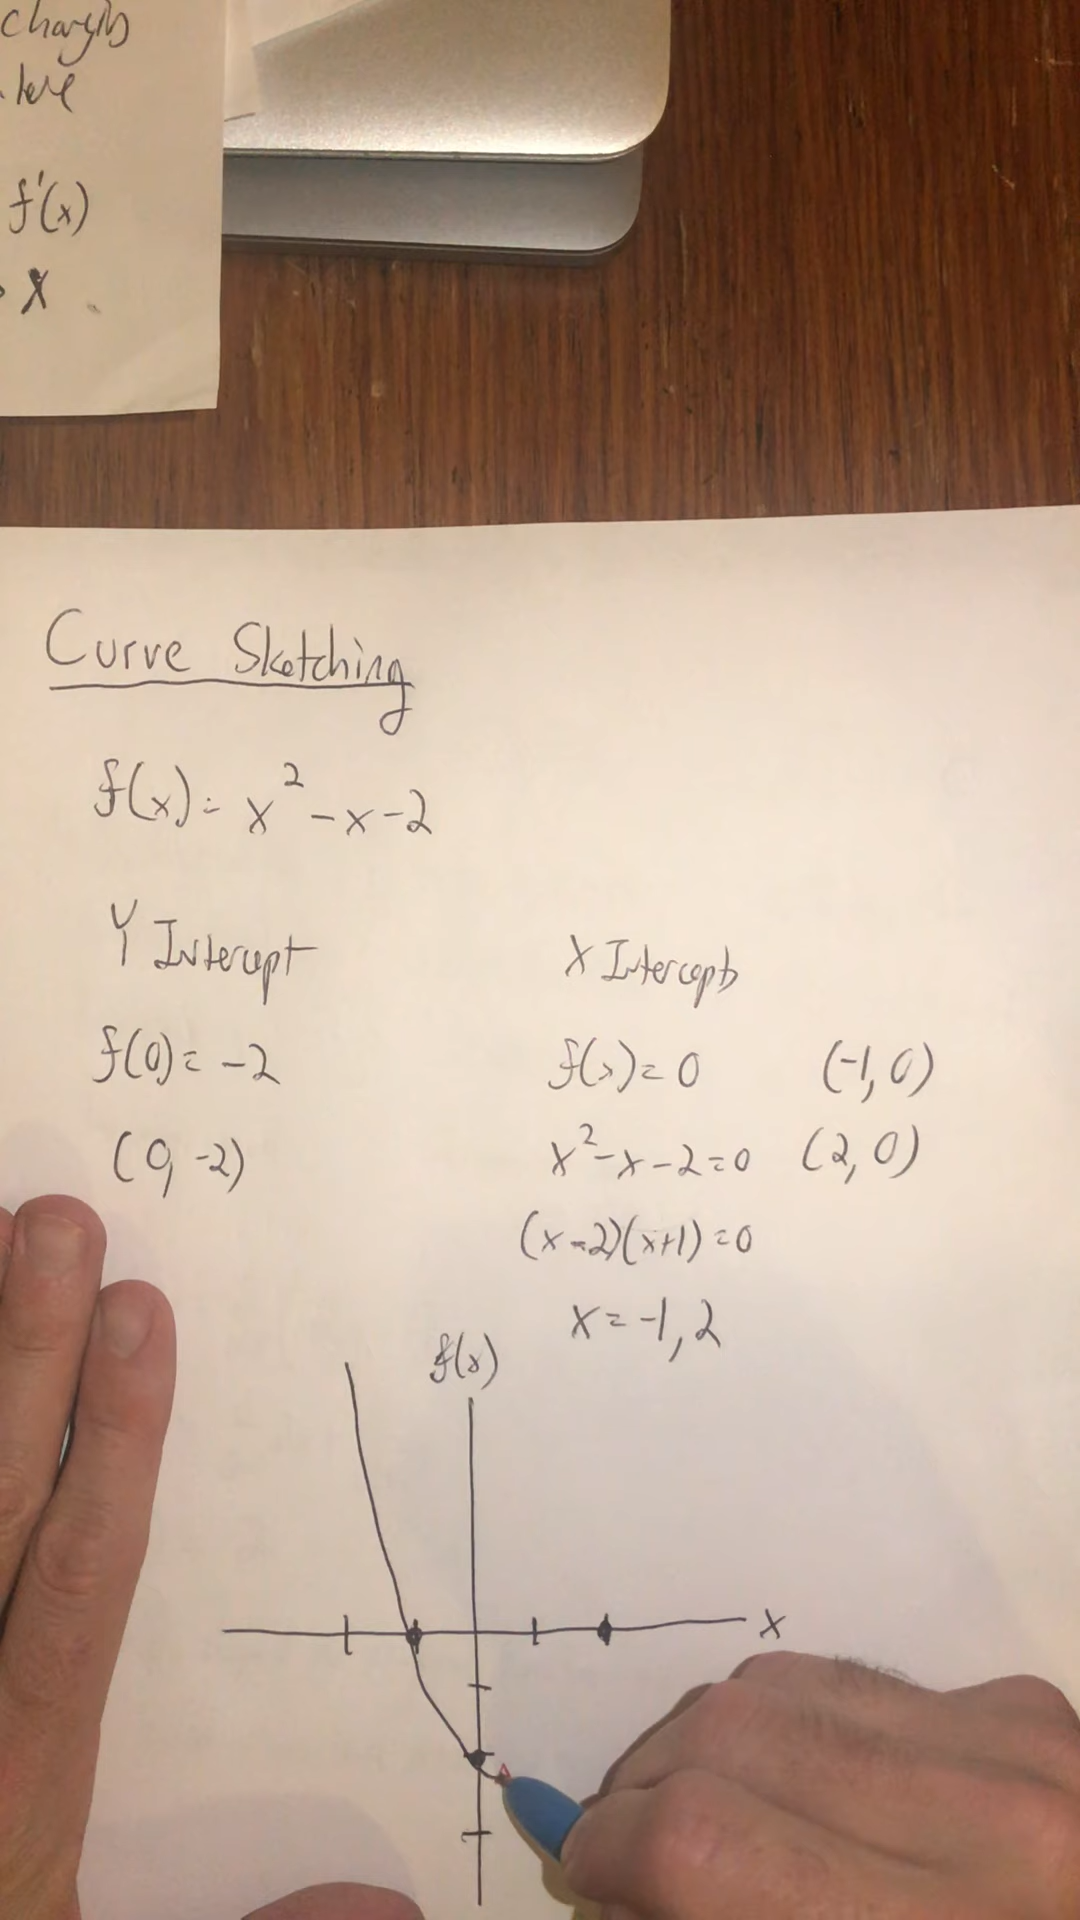 f'(x)
X
Curve Sketching
f(x) = x² - x - 2
Y Intercept
f(0) = -2
(0, -2)
X Intercepts
f(x) = 0
(-1, 0)
x² - x - 2 = 0
(2, 0)
(x - 2)(x+1) = 0
x = -1, 2
f(x)
X